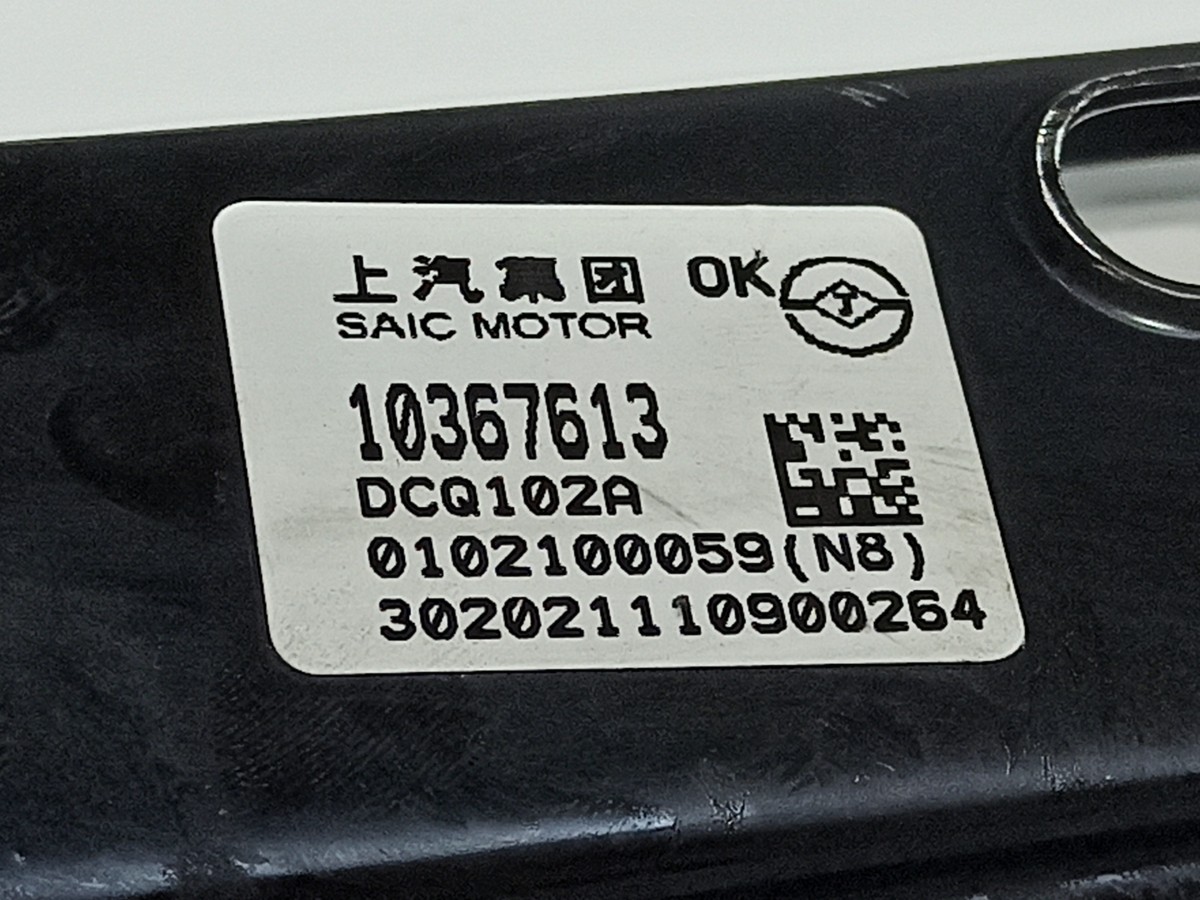 上汽集团 OK
SAIC MOTOR
J
10367613
DCQ102A
0102100059(N8)
302021110900264